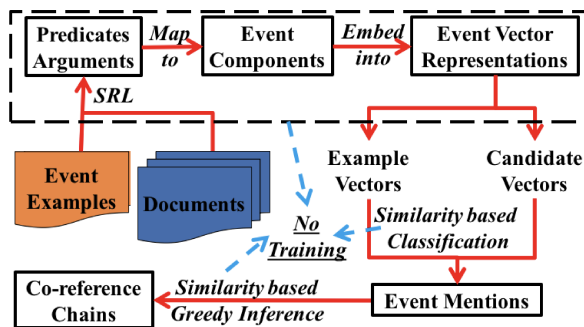 Predicates
Arguments
Map
to
Event
Components
Embed
into
Event Vector
Representations
SRL
Event
Examples
Documents
Example
Vectors
Candidate
Vectors
No
Training
Similarity based
Classification
Co-reference
Chains
Similarity based
Greedy Inference
Event Mentions